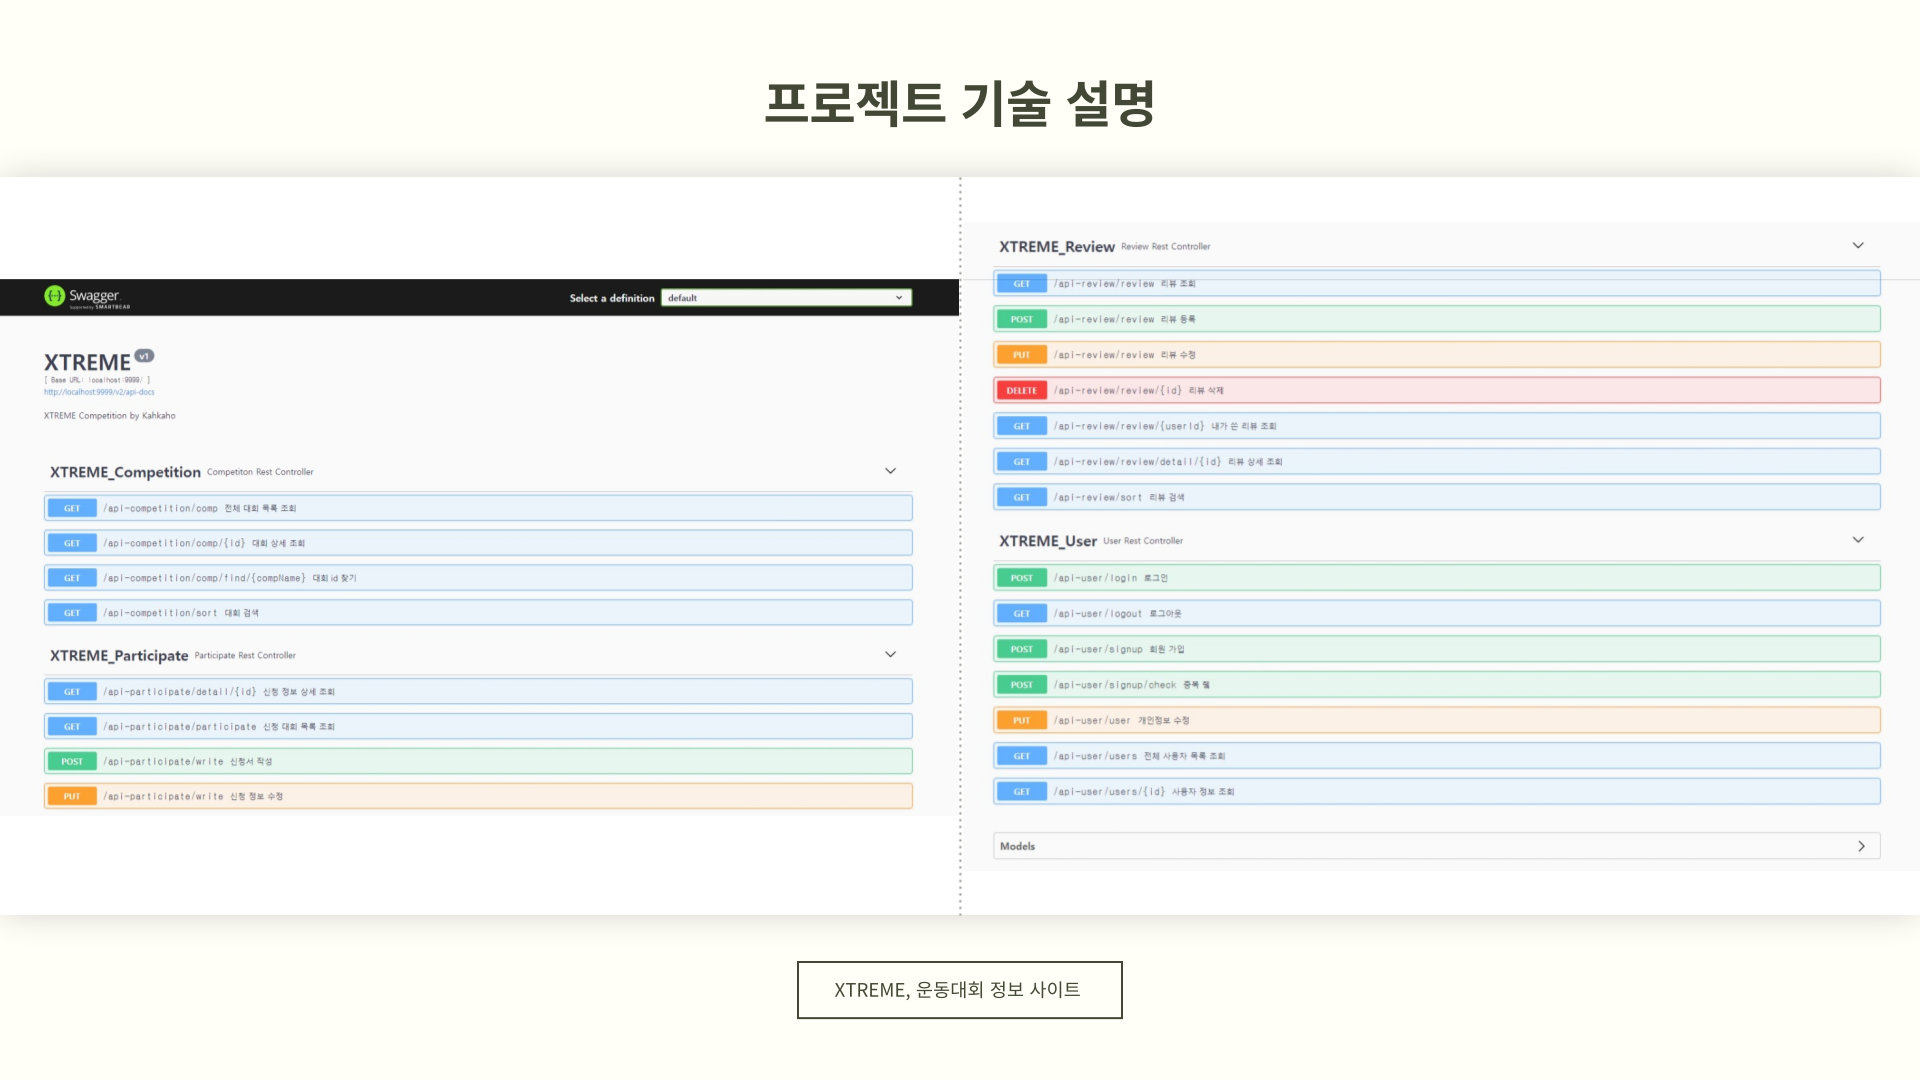 프로젝트 기술 설명
Swagger
Supported by SMARTBEAR
Select a definition
default
XTREME v1
[ Base URL: localhost:9999/ ]
http://localhost:9999/v2/api-docs
XTREME Competition by Kahkaho
XTREME_Competition Competiton Rest Controller
GET /api-competition/comp 전체 대회 목록 조회
GET /api-competition/comp/{id} 대회 상세 조회
GET /api-competition/comp/find/{compName} 대회 id 찾기
GET /api-competition/sort 대회 검색
XTREME_Participate Participate Rest Controller
GET /api-participate/detail/{id} 신청 정보 상세 조회
GET /api-participate/participate 신청 대회 목록 조회
POST /api-participate/write 신청서 작성
PUT /api-participate/write 신청 정보 수정
XTREME_Review Review Rest Controller
GET /api-review/review 리뷰 조회
POST /api-review/review 리뷰 등록
PUT /api-review/review 리뷰 수정
DELETE /api-review/review/{id} 리뷰 삭제
GET /api-review/review/{userId} 내가 쓴 리뷰 조회
GET /api-review/review/detail/{id} 리뷰 상세 조회
GET /api-review/sort 리뷰 검색
XTREME_User User Rest Controller
POST /api-user/login 로그인
GET /api-user/logout 로그아웃
POST /api-user/signup 회원 가입
POST /api-user/signup/check 중복 첵
PUT /api-user/user 개인정보 수정
GET /api-user/users 전체 사용자 목록 조회
GET /api-user/users/{id} 사용자 정보 조회
Models
XTREME, 운동대회 정보 사이트